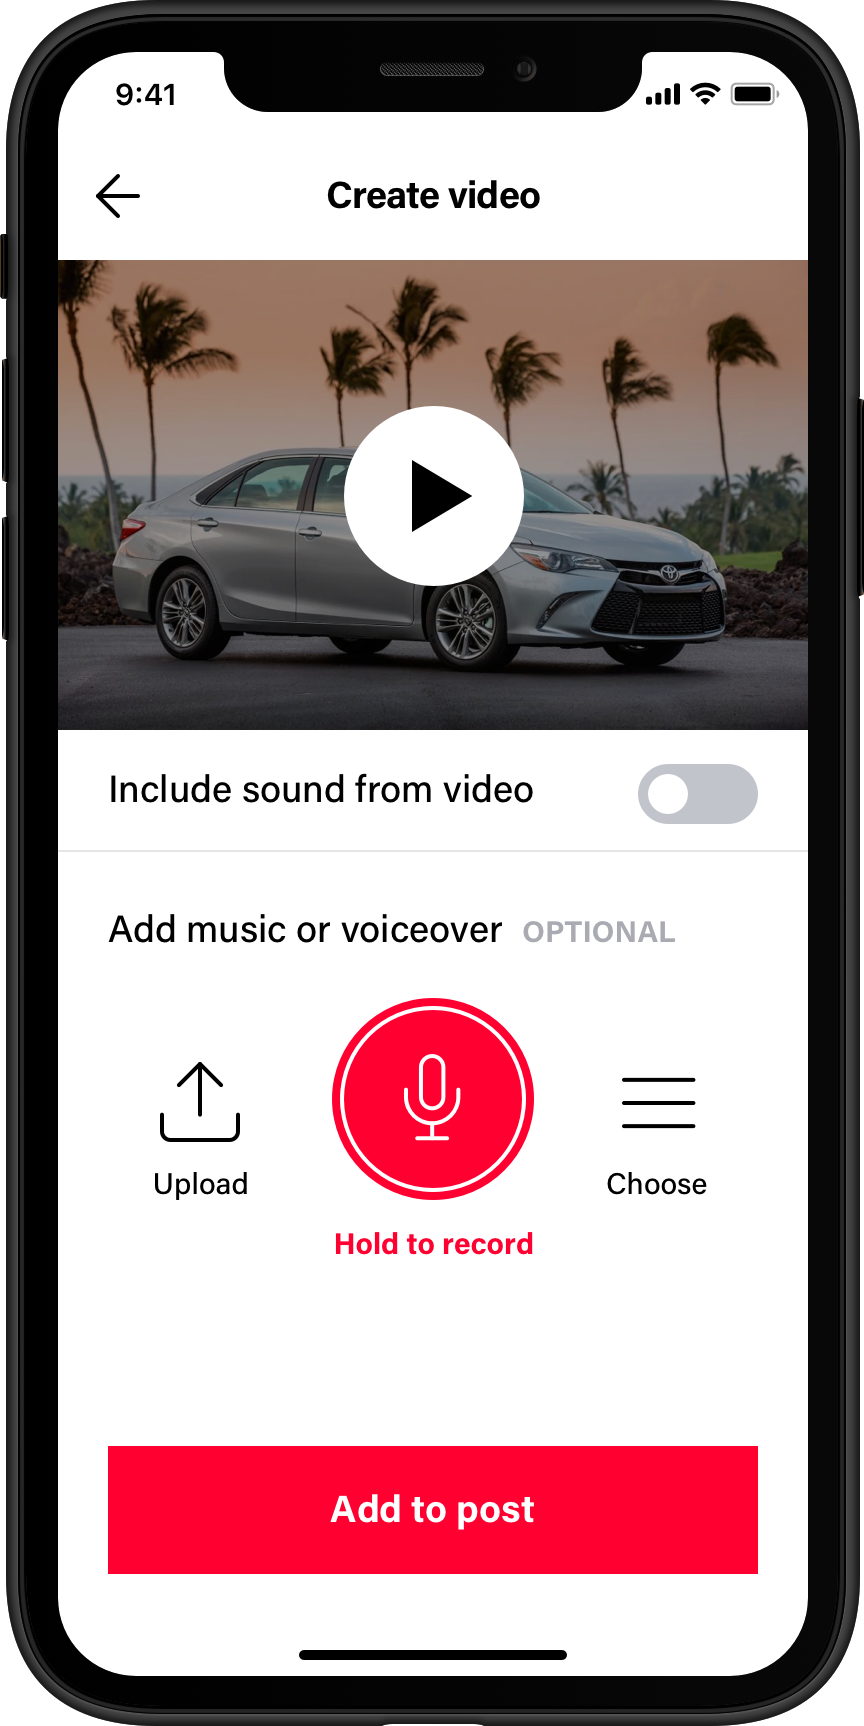 9:41
Create video
Include sound from video
Add music or voiceover OPTIONAL
Upload
Choose
Hold to record
Add to post